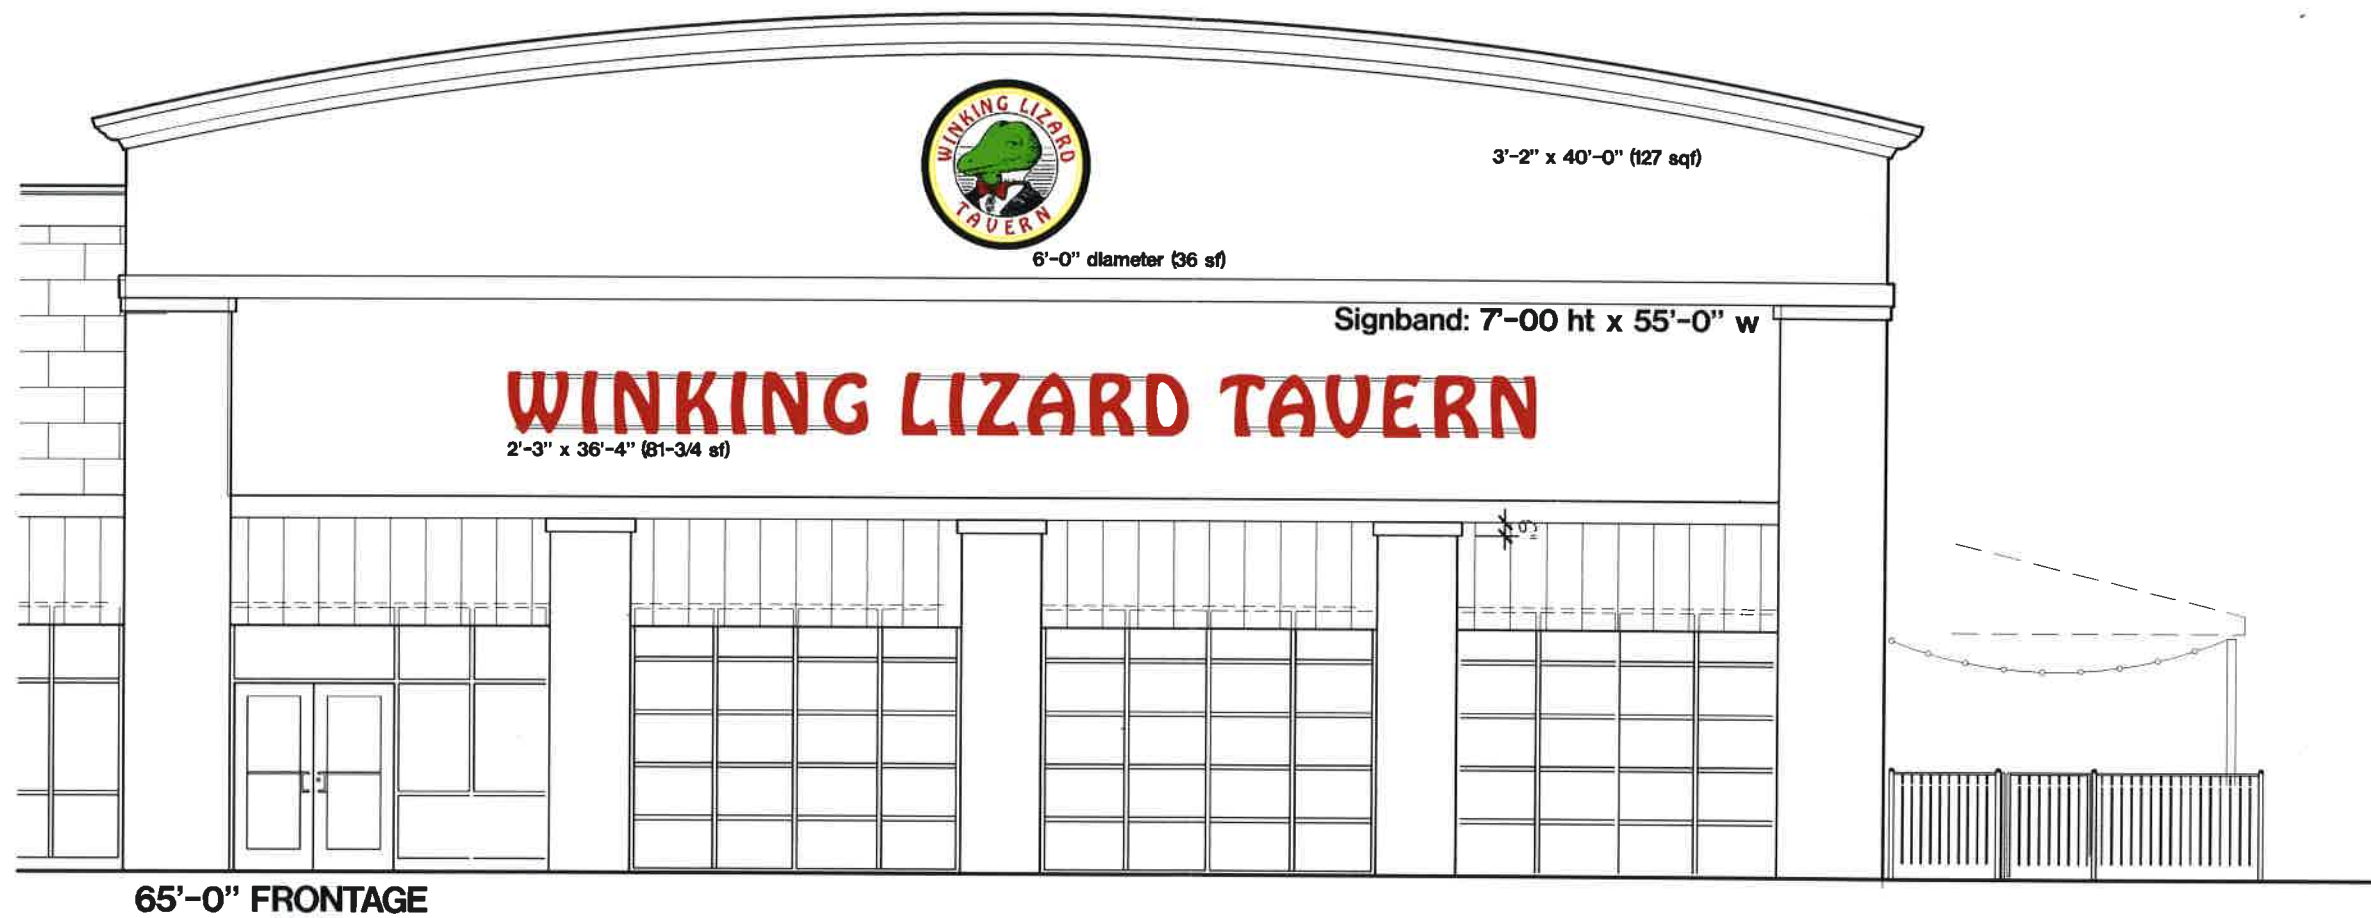 WINKING LIZARD
TAVERN
3'-2" x 40'-0" (127 sqf)
6'-0" diameter (36 sf)
Signband: 7'-00 ht x 55'-0" w
WINKING LIZARD TAVERN
2'-3" x 36'-4" (81-3/4 sf)
65'-0" FRONTAGE